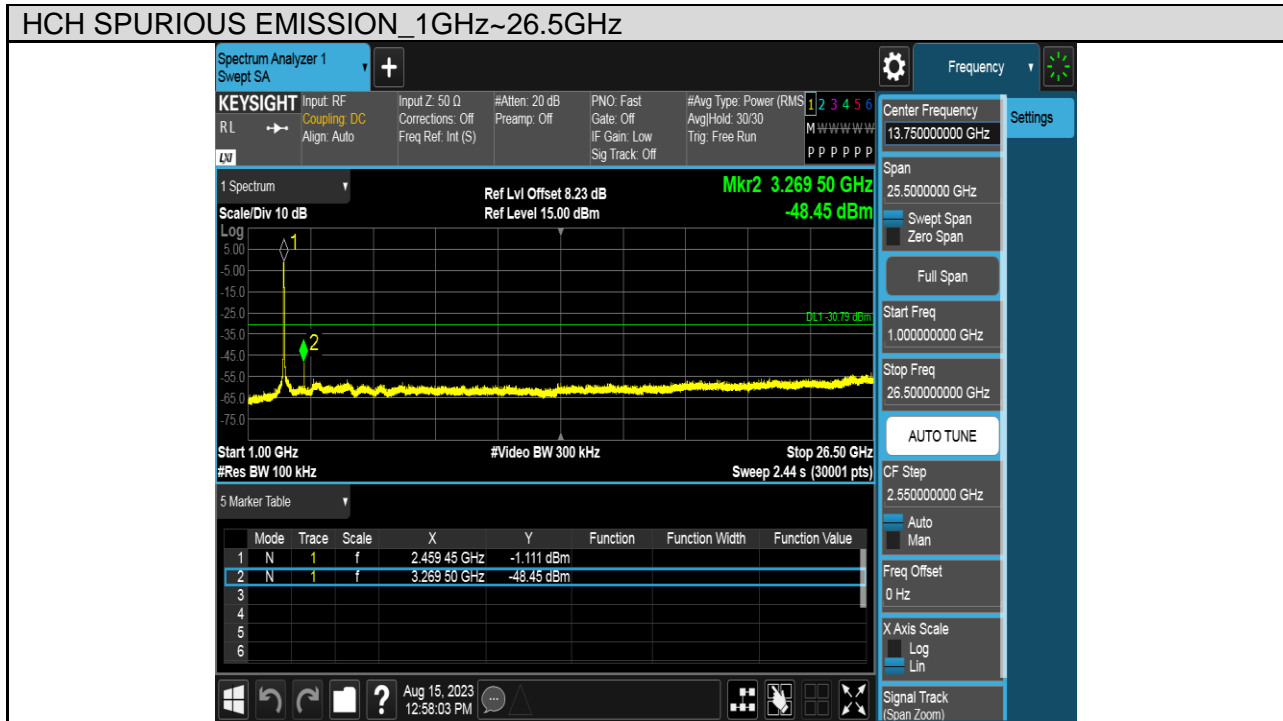 HCH SPURIOUS EMISSION_1GHz~26.5GHz
Spectrum Analyzer 1
Swept SA
Frequency
KEYSIGHT
RL
LXI
Input: RF
Coupling: DC
Align: Auto
Input Z: 50 Ω
Corrections: Off
Freq Ref: Int (S)
#Atten: 20 dB
Preamp: Off
PNO: Fast
Gate: Off
IF Gain: Low
Sig Track: Off
#Avg Type: Power (RMS
Avg|Hold: 30/30
Trig: Free Run
1 2 3 4 5 6
M W W W W W
P P P P P P
1 Spectrum
Scale/Div 10 dB
Ref Lvl Offset 8.23 dB
Ref Level 15.00 dBm
Mkr2 3.269 50 GHz
-48.45 dBm
Log
5.00
-5.00
-15.0
-25.0
-35.0
-45.0
-55.0
-65.0
-75.0
1
2
DL1 -30.79 dBm
Start 1.00 GHz
#Video BW 300 kHz
Stop 26.50 GHz
#Res BW 100 kHz
Sweep 2.44 s (30001 pts)
5 Marker Table
Mode Trace Scale X Y Function Function Width Function Value
1 N 1 f 2.459 45 GHz -1.111 dBm
2 N 1 f 3.269 50 GHz -48.45 dBm
3
4
5
6
Aug 15, 2023
12:58:03 PM
Center Frequency
13.750000000 GHz
Settings
Span
25.5000000 GHz
Swept Span
Zero Span
Full Span
Start Freq
1.000000000 GHz
Stop Freq
26.500000000 GHz
AUTO TUNE
CF Step
2.550000000 GHz
Auto
Man
Freq Offset
0 Hz
X Axis Scale
Log
Lin
Signal Track
(Span Zoom)